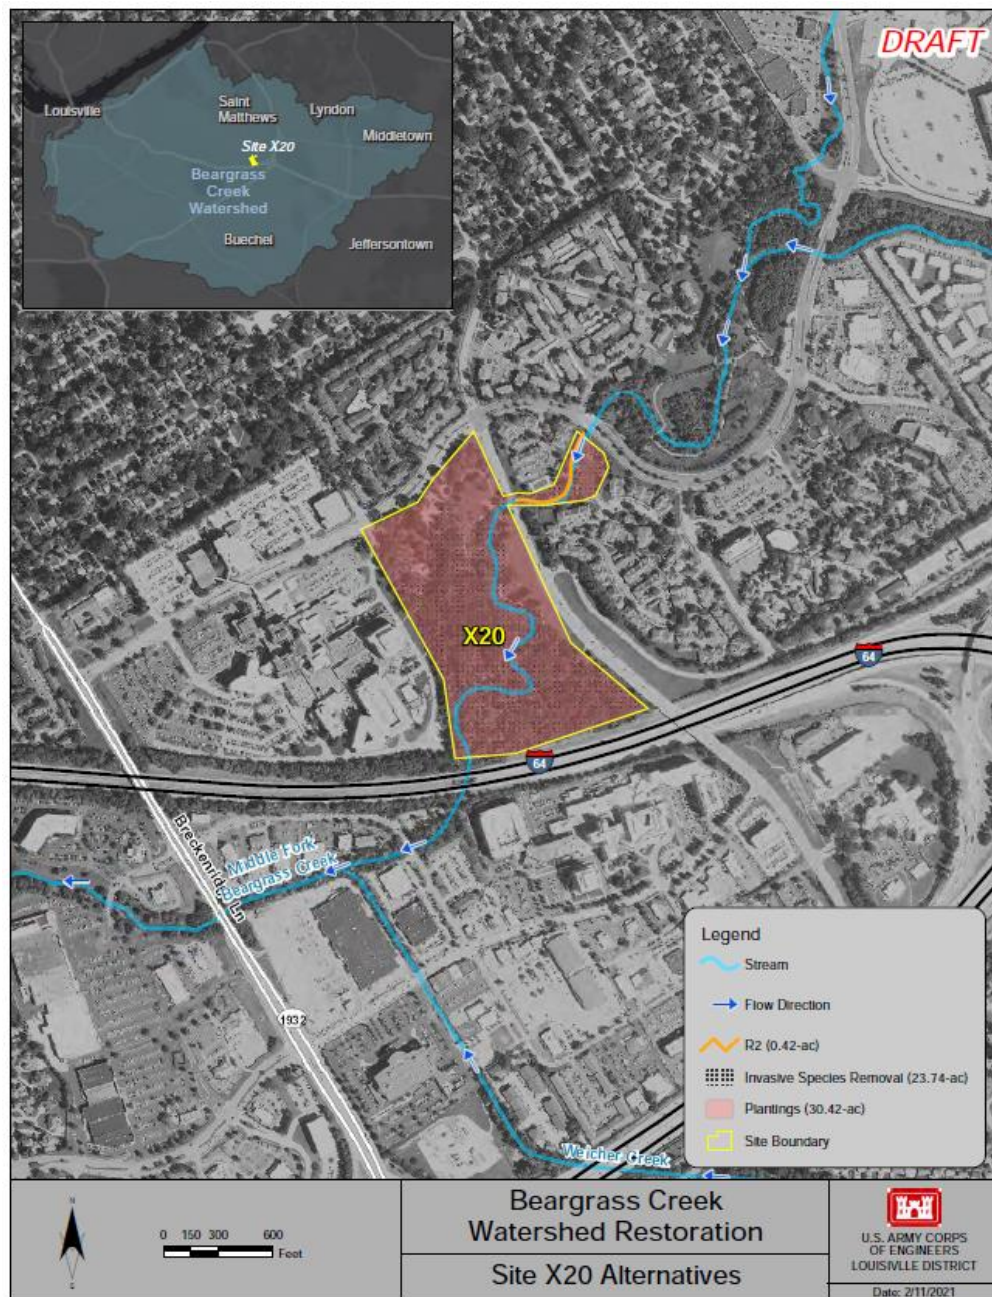 DRAFT
Louisville
Saint
Matthews
Lyndon
Middletown
Site X20
Beargrass
Creek
Watershed
Buechel
Jeffersontown
X20
64
64
Breckenridge Ln
Middle Fork
Beargrass Creek
1932
Weicher Creek
Legend
Stream
Flow Direction
R2 (0.42-ac)
Invasive Species Removal (23.74-ac)
Plantings (30.42-ac)
Site Boundary
N
S
0 150 300 600
Feet
Beargrass Creek
Watershed Restoration
Site X20 Alternatives
U.S. ARMY CORPS
OF ENGINEERS
LOUISIVLLE DISTRICT
Date: 2/11/2021